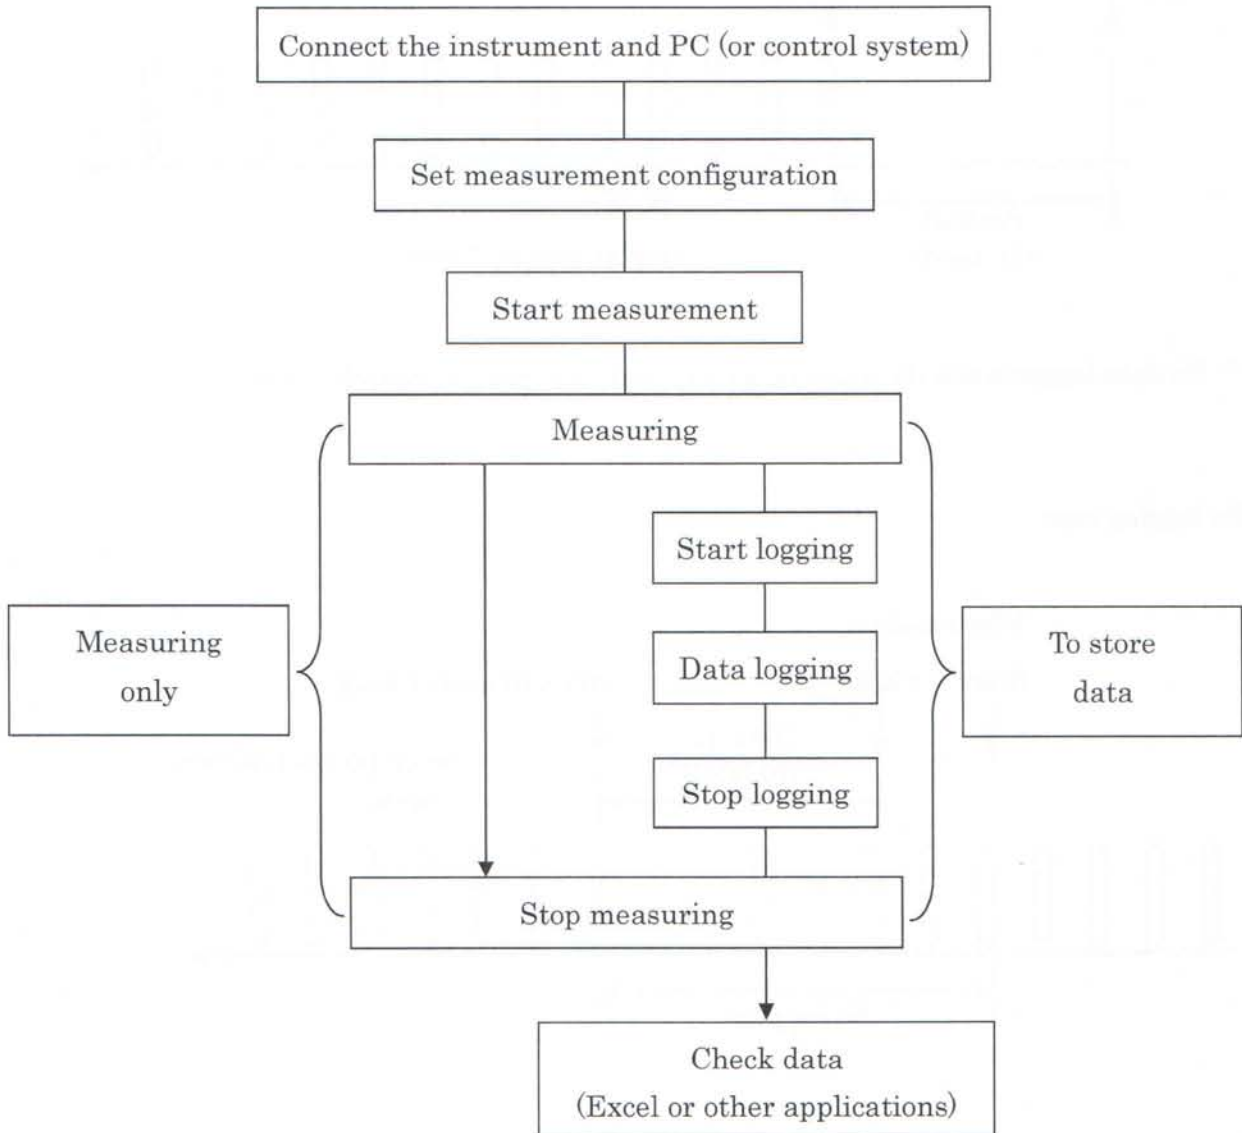 Connect the instrument and PC (or control system)
Set measurement configuration
Start measurement
Measuring
Start logging
Measuring
only
Data logging
To store
data
Stop logging
Stop measuring
Check data
(Excel or other applications)